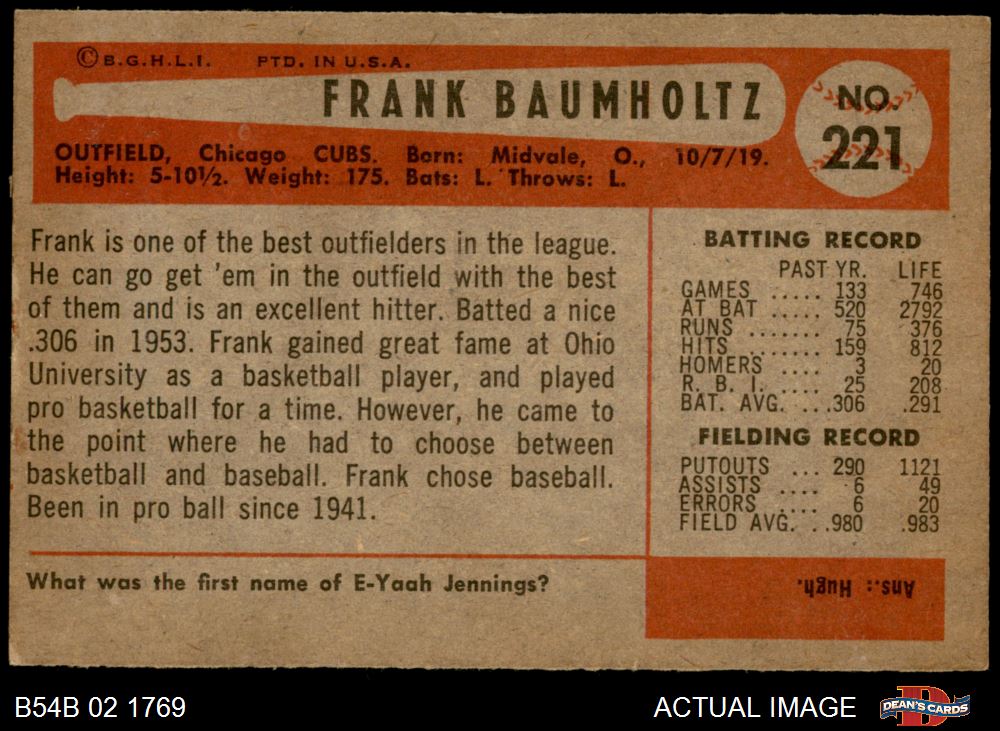 © B.G.H.L.I. PTD. IN U.S.A.
FRANK BAUMHOLTZ
NO.
221
OUTFIELD, Chicago CUBS. Born: Midvale, O., 10/7/19.
Height: 5-10½. Weight: 175. Bats: L. Throws: L.
Frank is one of the best outfielders in the league.
He can go get 'em in the outfield with the best
of them and is an excellent hitter. Batted a nice
.306 in 1953. Frank gained great fame at Ohio
University as a basketball player, and played
pro basketball for a time. However, he came to
the point where he had to choose between
basketball and baseball. Frank chose baseball.
Been in pro ball since 1941.
BATTING RECORD
PAST YR. LIFE
GAMES ..... 133 746
AT BAT ..... 520 2792
RUNS ....... 75 376
HITS ....... 159 812
HOMERS .... 3 20
R. B. I. .... 25 208
BAT. AVG. ...306 .291
FIELDING RECORD
PUTOUTS ... 290 1121
ASSISTS .... 6 49
ERRORS .... 6 20
FIELD AVG. ..980 .983
What was the first name of E-Yaah Jennings?
Ans.: Hugh.
B54B 02 1769
ACTUAL IMAGE
D
DEAN'S CARDS